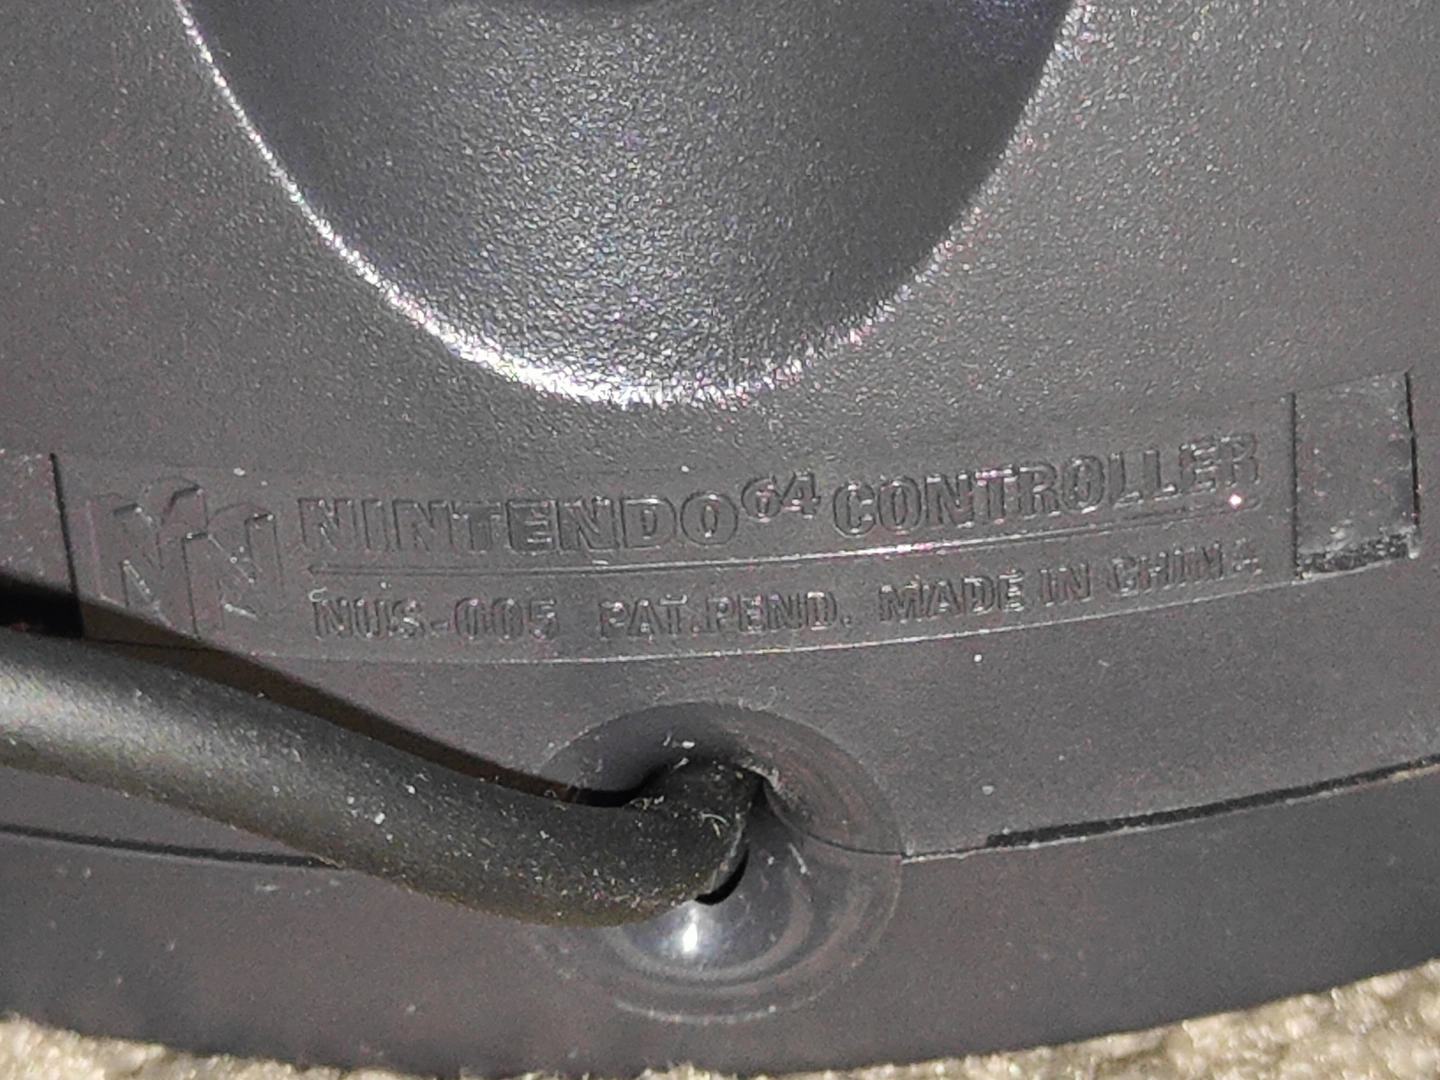 NINTENDO64 CONTROLLER
NUS-005 PAT.PEND. MADE IN CHINA